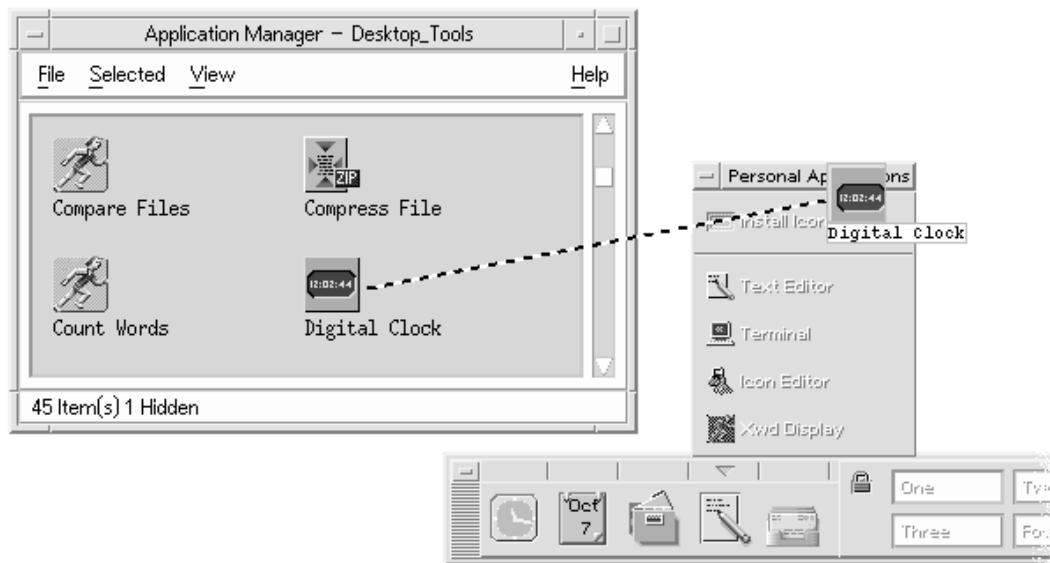 Application Manager – Desktop_Tools
File Selected View Help
Compare Files
ZIP
Compress File
Count Words
12:02:44
Digital Clock
45 Item(s) 1 Hidden
Personal Ap ns
12:02:44
Install Icon
Digital Clock
Text Editor
Terminal
Icon Editor
Xwd Display
Oct
7
One
Three